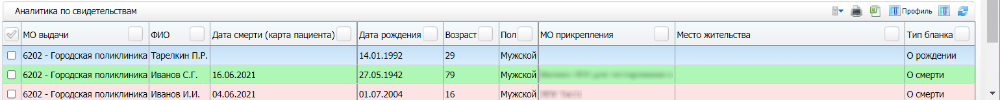 Аналитика по свидетельствам Профиль
МО выдачи ФИО Дата смерти (карта пациента) Дата рождения Возраст Пол МО прикрепления Место жительства Тип бланка
6202 - Городская поликлиника Тарелкин П.Р. 14.01.1992 29 Мужской О рождении
6202 - Городская поликлиника Иванов С.Г. 16.06.2021 27.05.1942 79 Мужской О смерти
6202 - Городская поликлиника Иванов И.И. 04.06.2021 01.07.2004 16 Мужской О смерти